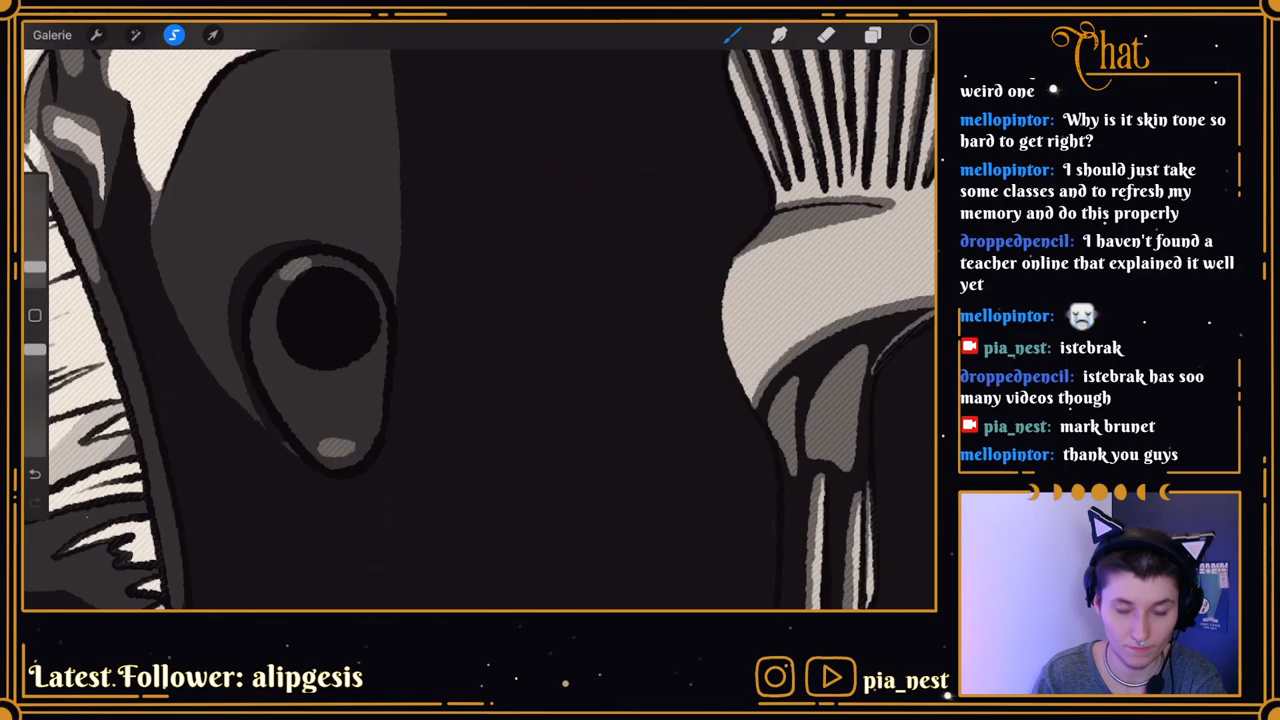 Galerie
Chat
weird one
mellopintor: Why is it skin tone so
hard to get right?
mellopintor: I should just take
some classes and to refresh my
memory and do this properly
droppedpencil: I haven't found a
teacher online that explained it well
yet
mellopintor:
pia_nest: istebrak
droppedpencil: istebrak has soo
many videos though
pia_nest: mark brunet
mellopintor: thank you guys
Latest Follower: alipgesis
pia_nest